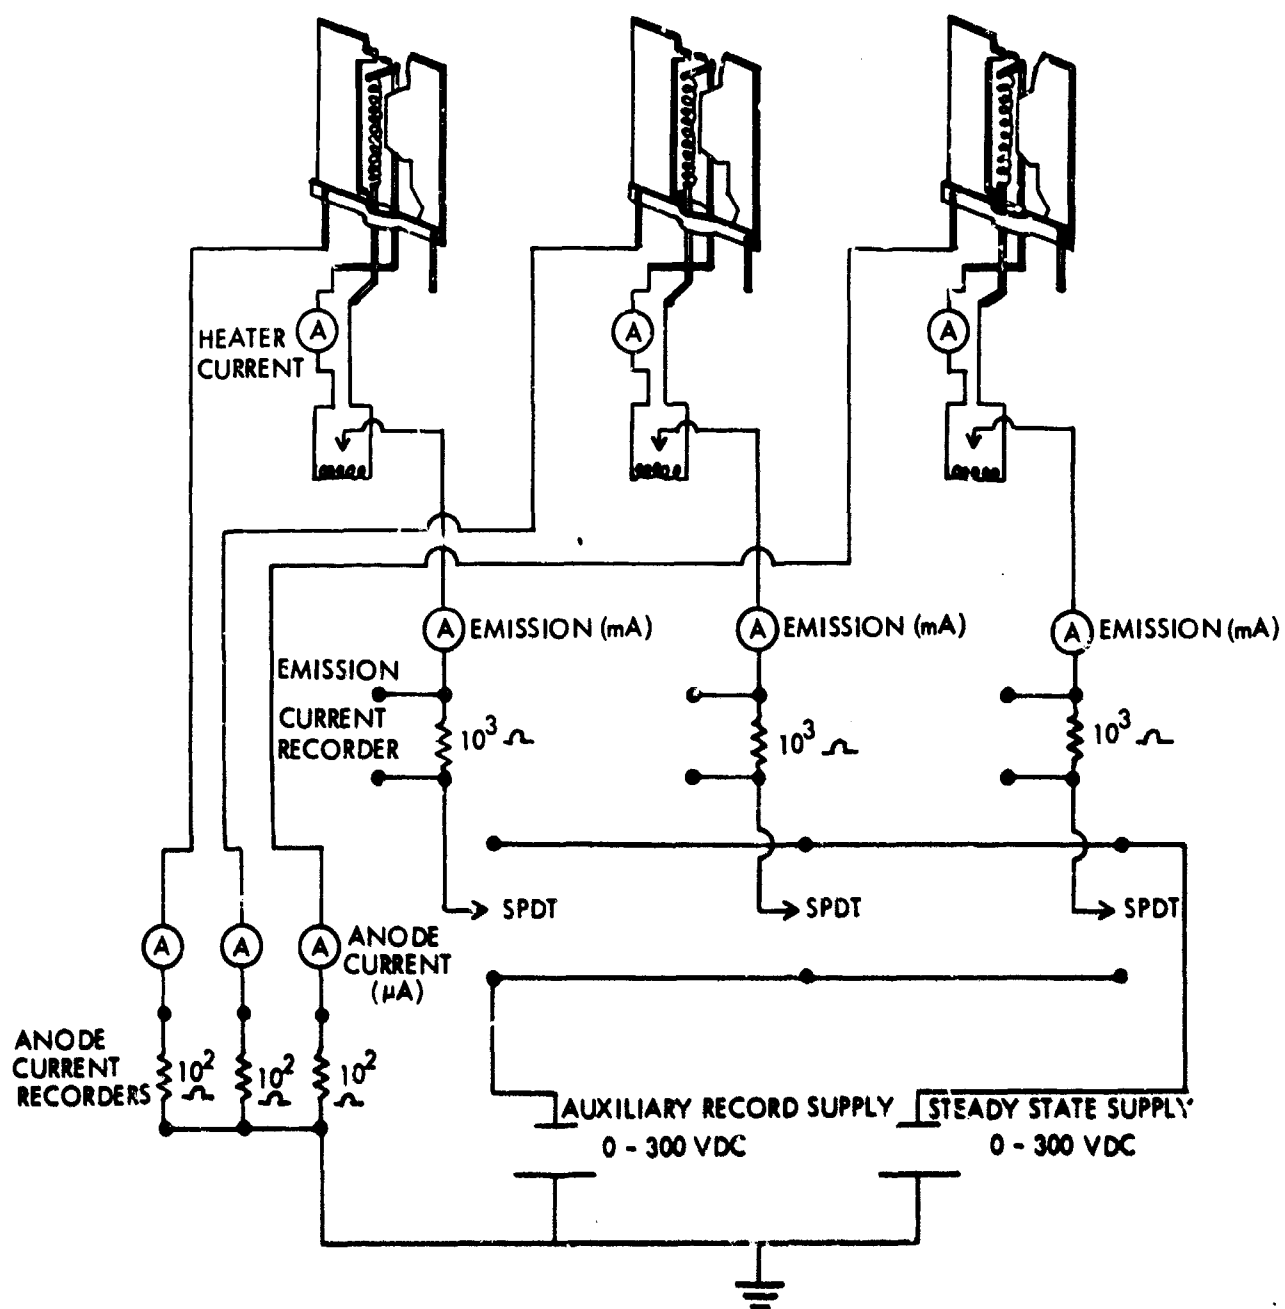 HEATER
CURRENT
A
A
A
A
EMISSION (mA)
A
EMISSION (mA)
A
EMISSION (mA)
EMISSION
CURRENT
RECORDER
10³ Ω
10³ Ω
10³ Ω
SPDT
SPDT
SPDT
A
A
A
ANODE
CURRENT
(μA)
ANODE
CURRENT
RECORDERS
10²
Ω
10²
Ω
10²
Ω
AUXILIARY RECORD SUPPLY
0 - 300 VDC
STEADY STATE SUPPLY
0 - 300 VDC